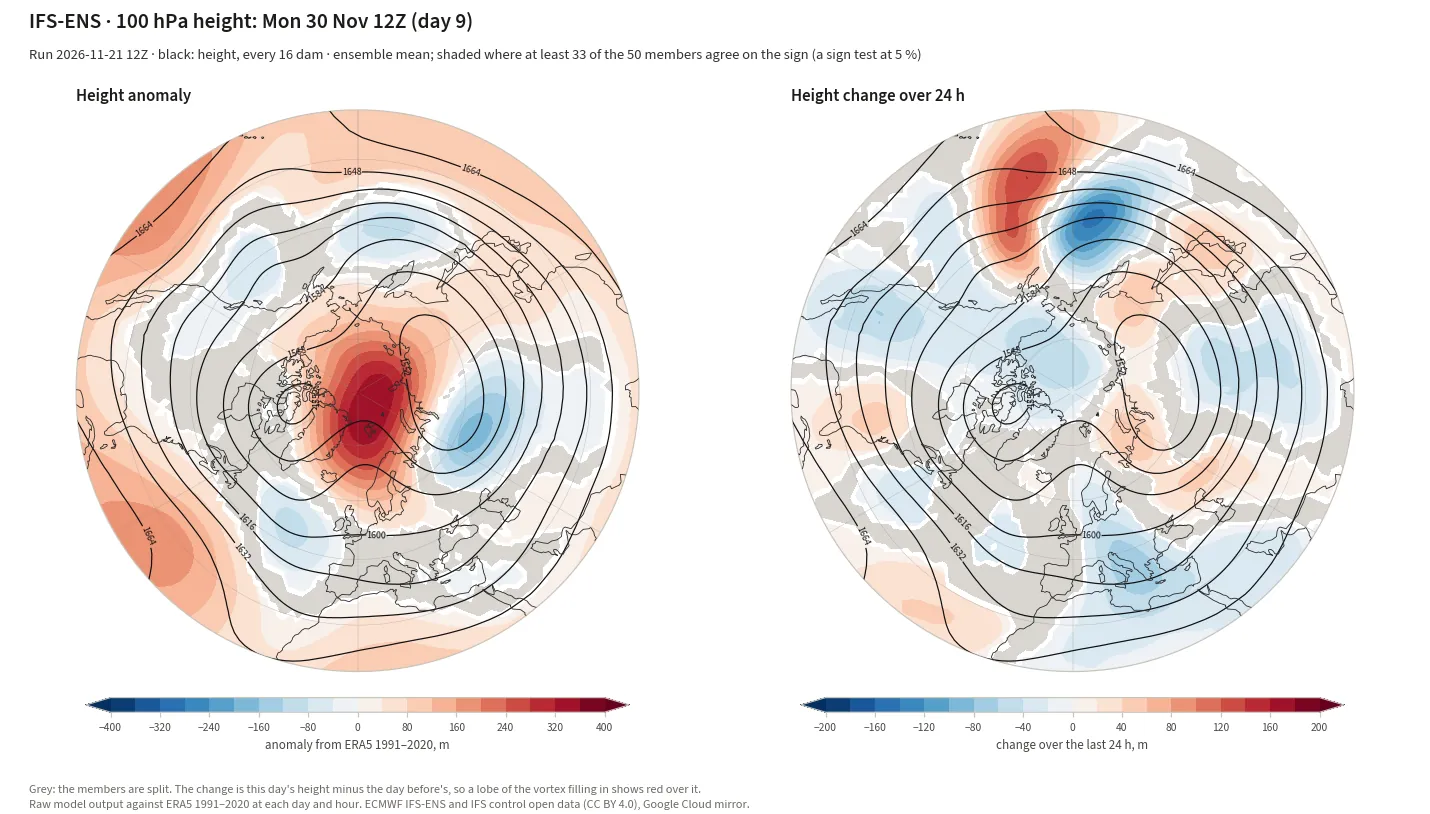 IFS-ENS · 100 hPa height: Mon 30 Nov 12Z (day 9)
Run 2026-11-21 12Z · black: height, every 16 dam · ensemble mean; shaded where at least 33 of the 50 members agree on the sign (a sign test at 5 %)
Height anomaly
Height change over 24 h
1664
1648
1664
1664
1616
1632
1600
1664
1648
1664
1664
1616
1632
1600
−400 −320 −240 −160 −80 0 80 160 240 320 400
anomaly from ERA5 1991–2020, m
−200 −160 −120 −80 −40 0 40 80 120 160 200
change over the last 24 h, m
Grey: the members are split. The change is this day's height minus the day before's, so a lobe of the vortex filling in shows red over it.
Raw model output against ERA5 1991–2020 at each day and hour. ECMWF IFS-ENS and IFS control open data (CC BY 4.0), Google Cloud mirror.